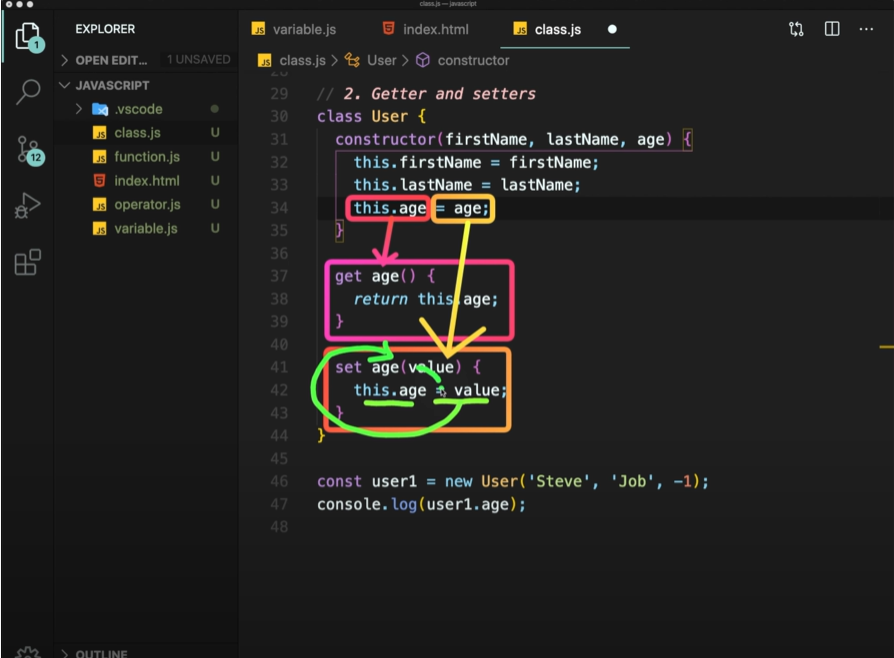 class.js — javascript
EXPLORER
variable.js
index.html
class.js
1
OPEN EDIT... 1 UNSAVED
class.js > User > constructor
JAVASCRIPT
.vscode
class.js U
function.js U
index.html U
operator.js U
variable.js U
12
29 // 2. Getter and setters
30 class User {
31 constructor(firstName, lastName, age) {
32 this.firstName = firstName;
33 this.lastName = lastName;
34 this.age = age;
35 }
36
37 get age() {
38 return this.age;
39 }
40
41 set age(value) {
42 this.age = value;
43 }
44 }
45
46 const user1 = new User('Steve', 'Job', -1);
47 console.log(user1.age);
48
OUTLINE